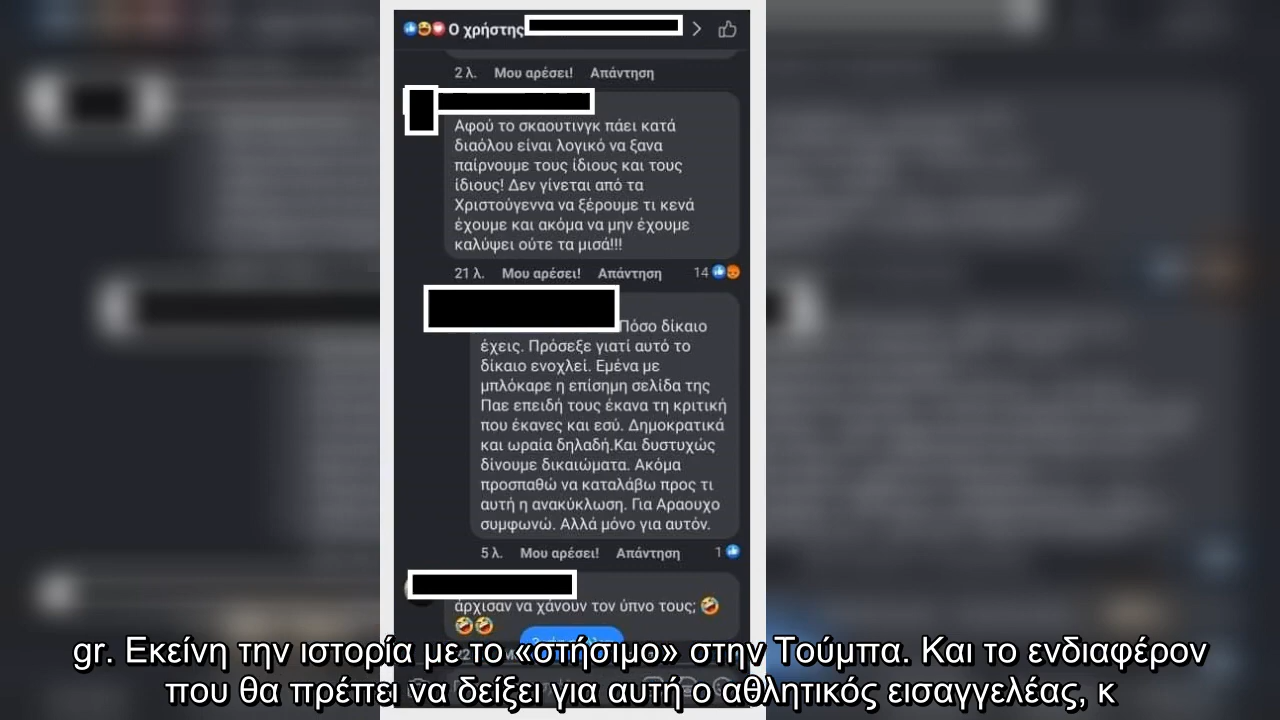 Ο χρήστης
2 λ. Μου αρέσει! Απάντηση
Αφού το σκαουτινγκ πάει κατά
διαόλου είναι λογικό να ξανα
παίρνουμε τους ίδιους και τους
ίδιους! Δεν γίνεται από τα
Χριστούγεννα να ξέρουμε τι κενά
έχουμε και ακόμα να μην έχουμε
καλύψει ούτε τα μισά!!!
21 λ. Μου αρέσει! Απάντηση 14
Πόσο δίκαιο
έχεις. Πρόσεξε γιατί αυτό το
δίκαιο ενοχλεί. Εμένα με
μπλόκαρε η επίσημη σελίδα της
Παε επειδή τους έκανα τη κριτική
που έκανες και εσύ. Δημοκρατικά
και ωραία δηλαδή.Και δυστυχώς
δίνουμε δικαιώματα. Ακόμα
προσπαθώ να καταλάβω προς τι
αυτή η ανακύκλωση. Για Αραουχο
συμφωνώ. Αλλά μόνο για αυτόν.
5 λ. Μου αρέσει! Απάντηση 1
άρχισαν να χάνουν τον ύπνο τους; 🤣
🤣🤣
gr. Εκείνη την ιστορία με το «στήσιμο» στην Τούμπα. Και το ενδιαφέρον
που θα πρέπει να δείξει για αυτή ο αθλητικός εισαγγελέας, κ